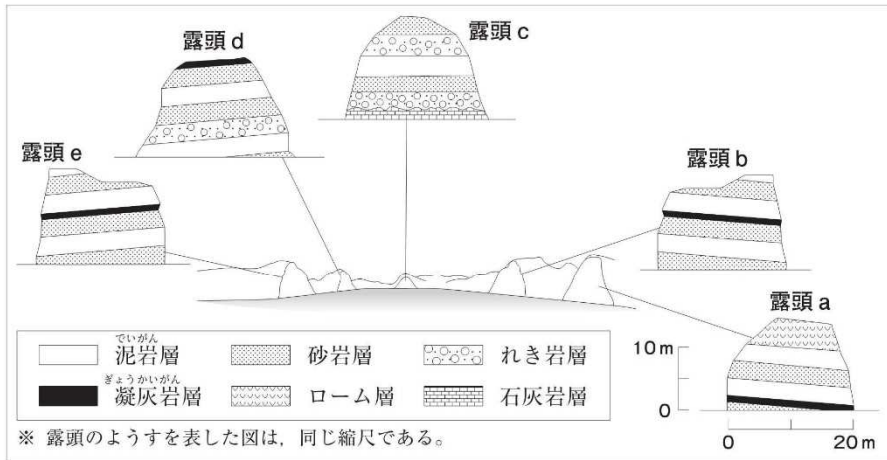 露頭 c
露頭 d
露頭 e
露頭 b
露頭 a
でいがん
泥岩層
砂岩層
れき岩層
ぎょうかいがん
凝灰岩層
ローム層
石灰岩層
10 m
0
0
20 m
※ 露頭のようすを表した図は，同じ縮尺である。